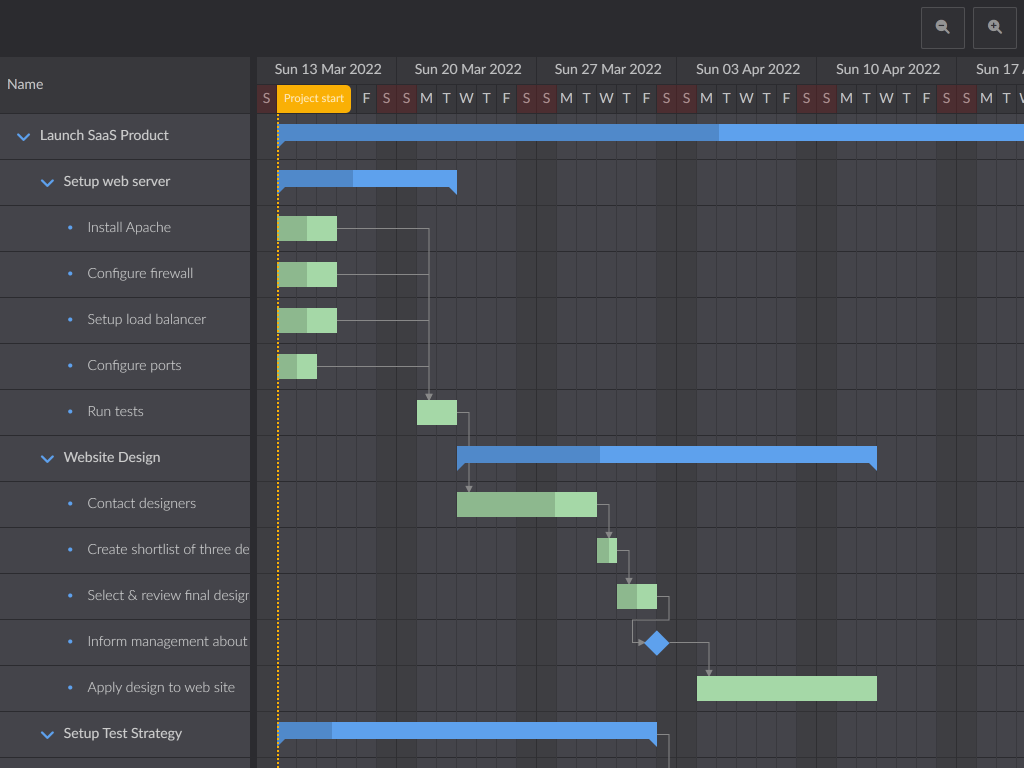 Name
Sun 13 Mar 2022 Sun 20 Mar 2022 Sun 27 Mar 2022 Sun 03 Apr 2022 Sun 10 Apr 2022 Sun 17
S Project start F S S M T W T F S S M T W T F S S M T W T F S S M T W T F S S M T
Launch SaaS Product
Setup web server
Install Apache
Configure firewall
Setup load balancer
Configure ports
Run tests
Website Design
Contact designers
Create shortlist of three de
Select & review final design
Inform management about
Apply design to web site
Setup Test Strategy